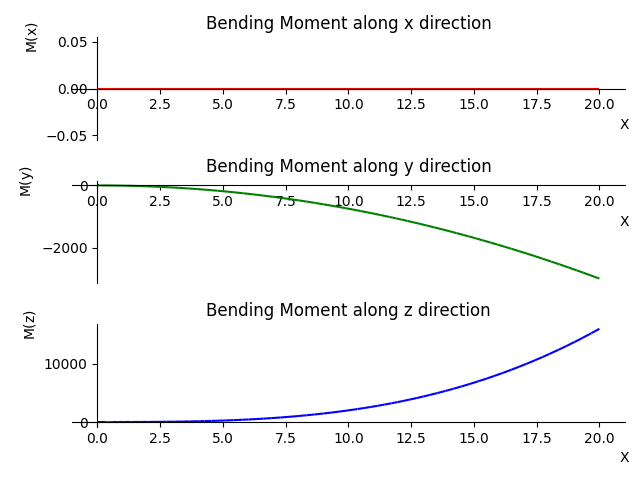 Bending Moment along x direction
M(x)
0.05
0.00
−0.05
0.0 2.5 5.0 7.5 10.0 12.5 15.0 17.5 20.0
X
Bending Moment along y direction
M(y)
0
−2000
0.0 2.5 5.0 7.5 10.0 12.5 15.0 17.5 20.0
X
Bending Moment along z direction
M(z)
10000
0
0.0 2.5 5.0 7.5 10.0 12.5 15.0 17.5 20.0
X